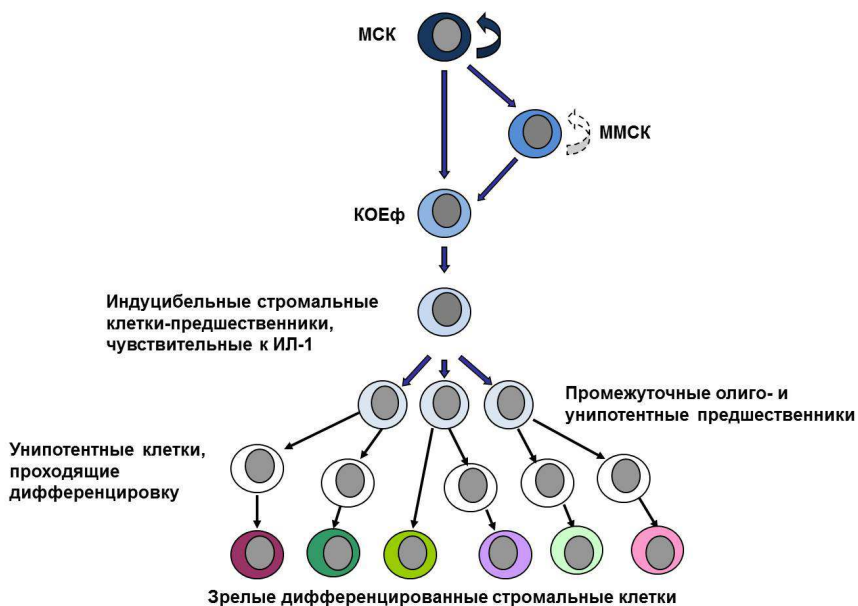 МСК
ММСК
КОЕф
Индуцибельные стромальные
клетки-предшественники,
чувствительные к ИЛ-1
Промежуточные олиго- и
унипотентные предшественники
Унипотентные клетки,
проходящие
дифференцировку
Зрелые дифференцированные стромальные клетки